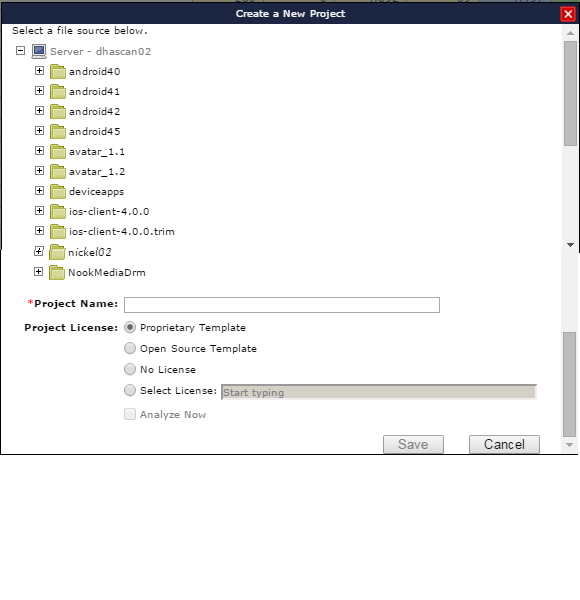 Create a New Project
Select a file source below.
Server - dhascan02
android40
android41
android42
android45
avatar_1.1
avatar_1.2
deviceapps
ios-client-4.0.0
ios-client-4.0.0.trim
nickel02
NookMediaDrm
*Project Name:
Project License: Proprietary Template
Open Source Template
No License
Select License: Start typing
Analyze Now
Save Cancel